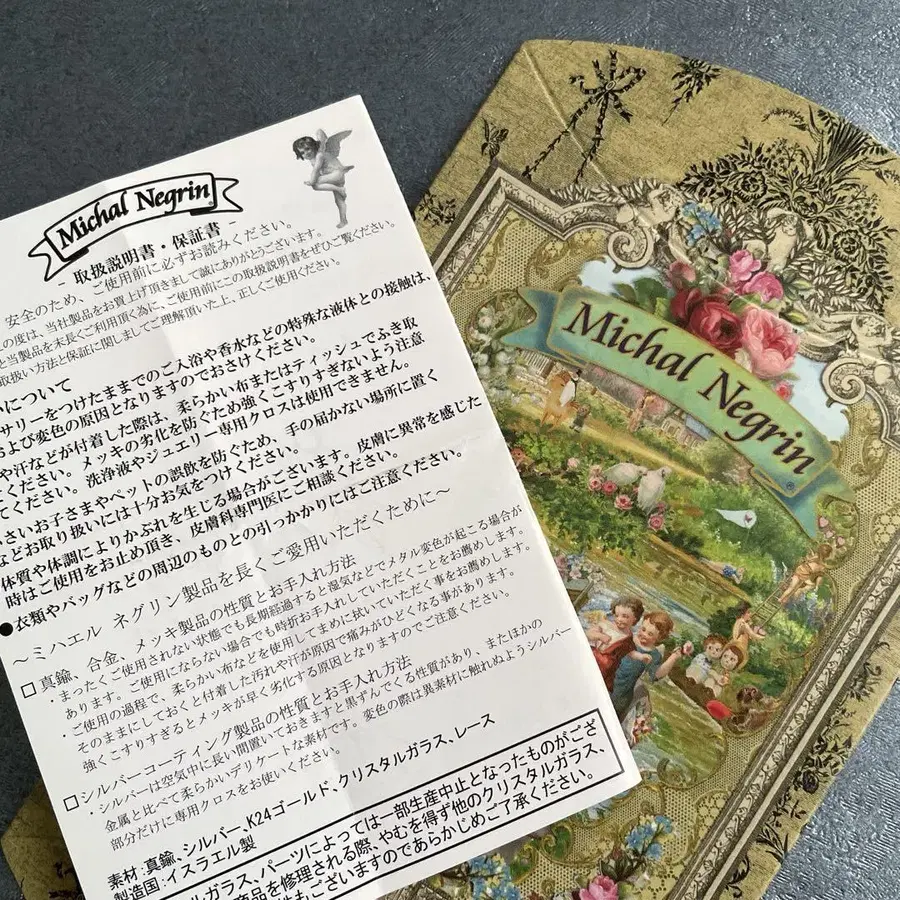 Michal Negrin
- 取扱説明書・保証書 -
安全のため、ご使用前に必ずお読みください。
の度は、当社製品をお買上げ頂きまして誠にありがとうございます。
と当製品を末長くご利用頂く為に、ご使用前にこの取扱説明書をぜひご覧ください。
取扱い方法と保証に関しましてご理解頂いた上、正しくご使用ください。
について
サリーをつけたままでのご入浴や香水などの特殊な液体との接触は、
および変色の原因となりますのでおさけください。
や汗などが付着した際は、柔らかい布またはティッシュでふき取
ください。メッキの劣化を防ぐため強くこすりすぎないよう注意
てください。洗浄液やジュエリー専用クロスは使用できません。
さいお子さまやペットの誤飲を防ぐため、手の届かない場所に置く
などお取り扱いには十分お気をつけください。
体質や体調によりかぶれを生じる場合がございます。皮膚に異常を感じた
時はご使用をお止め頂き、皮膚科専門医にご相談ください。
●衣類やバッグなどの周辺のものとの引っかかりにはご注意ください。
～ミハエル ネグリン製品を長くご愛用いただくために～
□真鍮、合金、メッキ製品の性質とお手入れ方法
・まったくご使用されない状態でも長期経過すると湿気などでメタル変色が起こる場合が
あります。ご使用にならない場合でも時折お手入れしていただくことをお薦めします。
・ご使用の過程で、柔らかい布などを使用してまめに拭いていただく事をお薦めします。
そのままにしておくと付着した汚れや汗が原因で痛みがひどくなる事があります。
強くこすりすぎるとメッキが早く劣化する原因となりますのでご注意ください。
□シルバーコーティング製品の性質とお手入れ方法
・シルバーは空気中に長い間置いておきますと黒ずんでくる性質があり、またほかの
金属と比べて柔らかいデリケートな素材です。変色の際は異素材に触れぬようシルバー
部分だけに専用クロスをお使いください。
素材:真鍮、シルバー、K24ゴールド、クリスタルガラス、レース
製造国:イスラエル製
ルガラス、パーツによっては一部生産中止となったものがござ
商品を修理される際、やむを得ず他のクリスタルガラス、
もございますのであらかじめご了承ください。
Michal Negrin